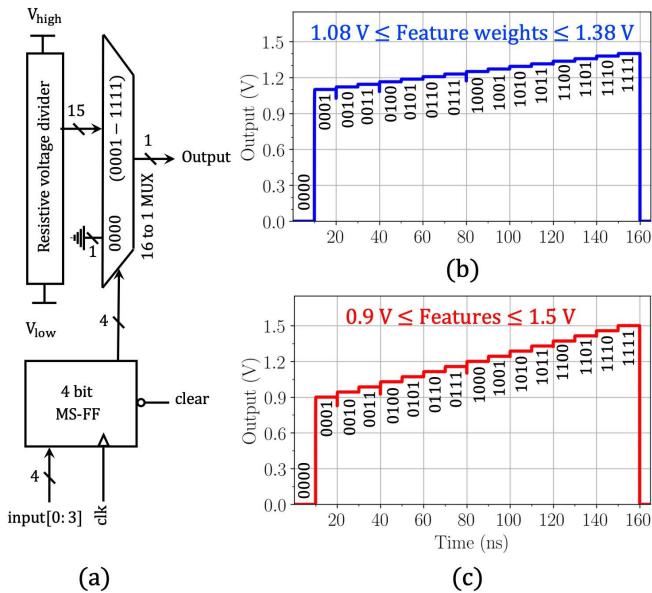 V_high
Resistive voltage divider
V_low
15
(0001 − 1111)
0000
1
16 to 1 MUX
1
Output
4
4 bit
MS-FF
clear
4
input[0: 3]
clk
(a)
1.08 V ≤ Feature weights ≤ 1.38 V
Output (V)
1.5
1.2
0.9
0.6
0.3
0.0
0000
0001
0010
0011
0100
0101
0110
0111
1000
1001
1010
1011
1100
1101
1110
1111
20 40 60 80 100 120 140 160
(b)
0.9 V ≤ Features ≤ 1.5 V
Output (V)
1.5
1.2
0.9
0.6
0.3
0.0
0000
0001
0010
0011
0100
0101
0110
0111
1000
1001
1010
1011
1100
1101
1110
1111
20 40 60 80 100 120 140 160
Time (ns)
(c)